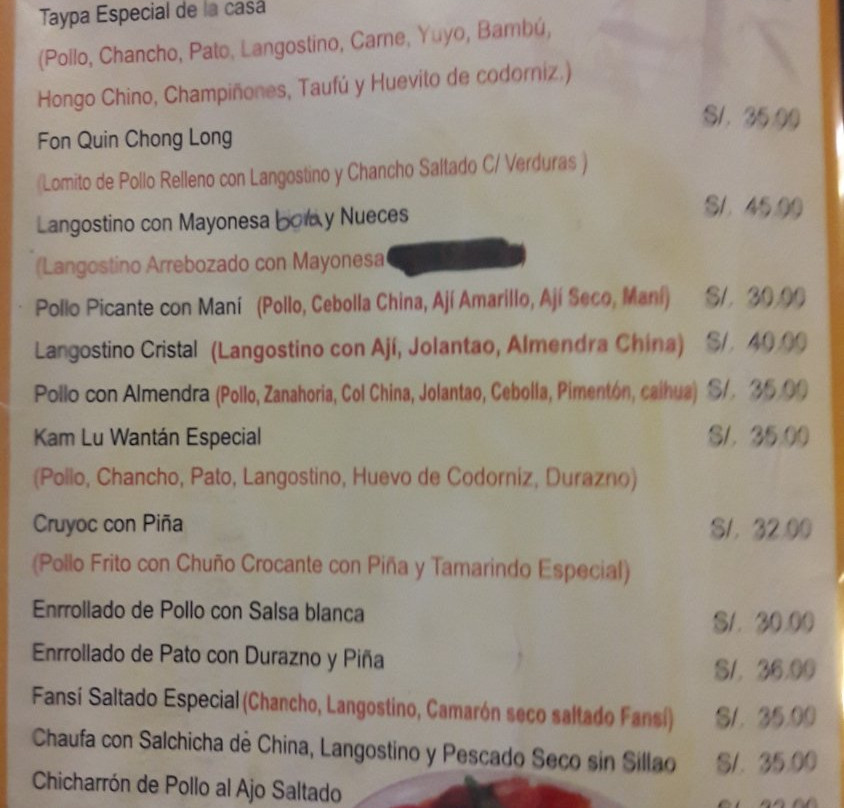 Taypa Especial de la casa
(Pollo, Chancho, Pato, Langostino, Carne, Yuyo, Bambú,
Hongo Chino, Champiñones, Taufú y Huevito de codorniz.)
Fon Quin Chong Long S/. 35.00
(Lomito de Pollo Relleno con Langostino y Chancho Saltado C/ Verduras )
Langostino con Mayonesa bola y Nueces S/. 45.00
(Langostino Arrebozado con Mayonesa
Pollo Picante con Maní (Pollo, Cebolla China, Ají Amarillo, Ají Seco, Maní) S/. 30.00
Langostino Cristal (Langostino con Ají, Jolantao, Almendra China) S/. 40.00
Pollo con Almendra (Pollo, Zanahoria, Col China, Jolantao, Cebolla, Pimentón, caihua) S/. 35.00
Kam Lu Wantán Especial S/. 35.00
(Pollo, Chancho, Pato, Langostino, Huevo de Codorniz, Durazno)
Cruyoc con Piña S/. 32.00
(Pollo Frito con Chuño Crocante con Piña y Tamarindo Especial)
Enrrollado de Pollo con Salsa blanca S/. 30.00
Enrrollado de Pato con Durazno y Piña S/. 36.00
Fansí Saltado Especial (Chancho, Langostino, Camarón seco saltado Fansí) S/. 35.00
Chaufa con Salchicha de China, Langostino y Pescado Seco sin Sillao S/. 35.00
Chicharrón de Pollo al Ajo Saltado